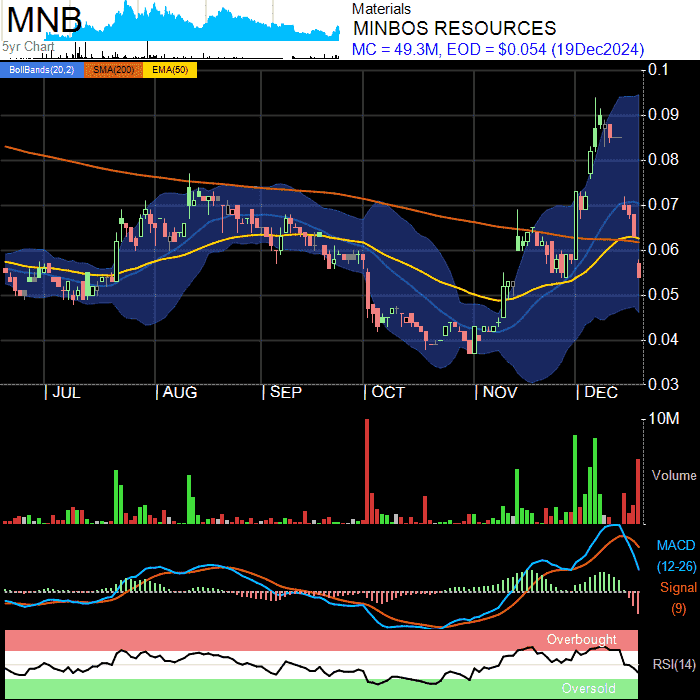 MNB
5yr Chart
Materials
MINBOS RESOURCES
MC = 49.3M, EOD = $0.054 (19Dec2024)
BollBands(20,2) SMA(200) EMA(50)
0.1
0.09
0.08
0.07
0.06
0.05
0.04
0.03
JUL AUG SEP OCT NOV DEC
10M
Volume
MACD
(12-26)
Signal
(9)
Overbought
RSI(14)
Oversold